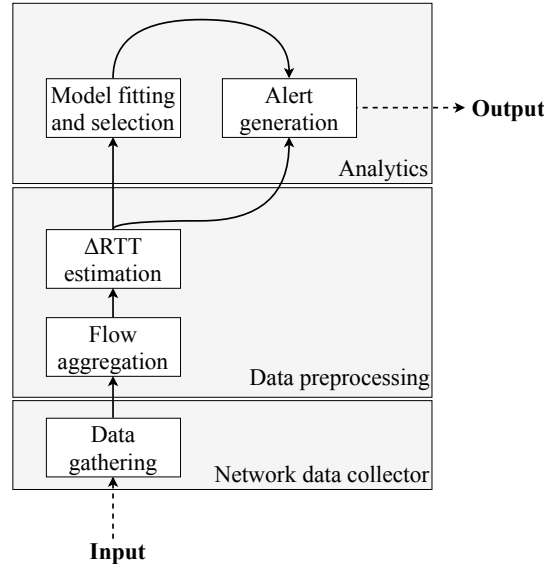 Model fitting
and selection
Alert
generation
Output
Analytics
ΔRTT
estimation
Flow
aggregation
Data preprocessing
Data
gathering
Network data collector
Input